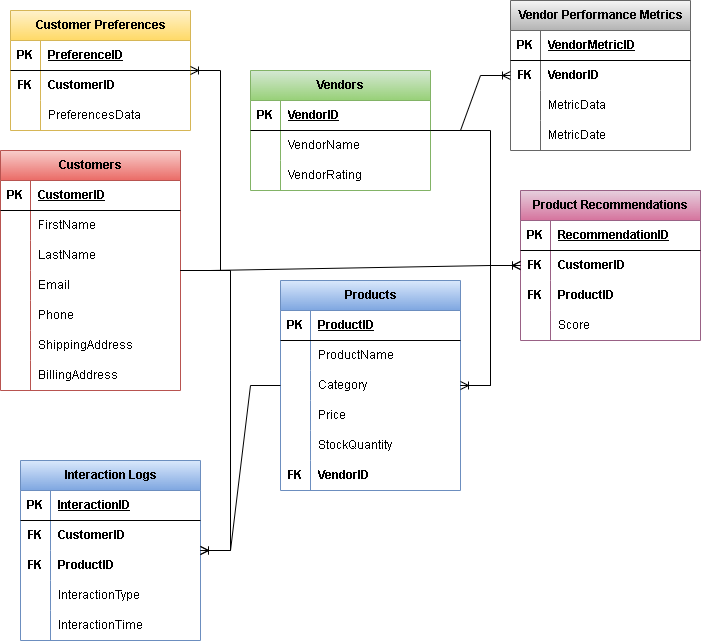 Customer Preferences
PK PreferenceID
FK CustomerID
PreferencesData
Vendors
PK VendorID
VendorName
VendorRating
Vendor Performance Metrics
PK VendorMetricID
FK VendorID
MetricData
MetricDate
Customers
PK CustomerID
FirstName
LastName
Email
Phone
ShippingAddress
BillingAddress
Product Recommendations
PK RecommendationID
FK CustomerID
FK ProductID
Score
Products
PK ProductID
ProductName
Category
Price
StockQuantity
FK VendorID
Interaction Logs
PK InteractionID
FK CustomerID
FK ProductID
InteractionType
InteractionTime